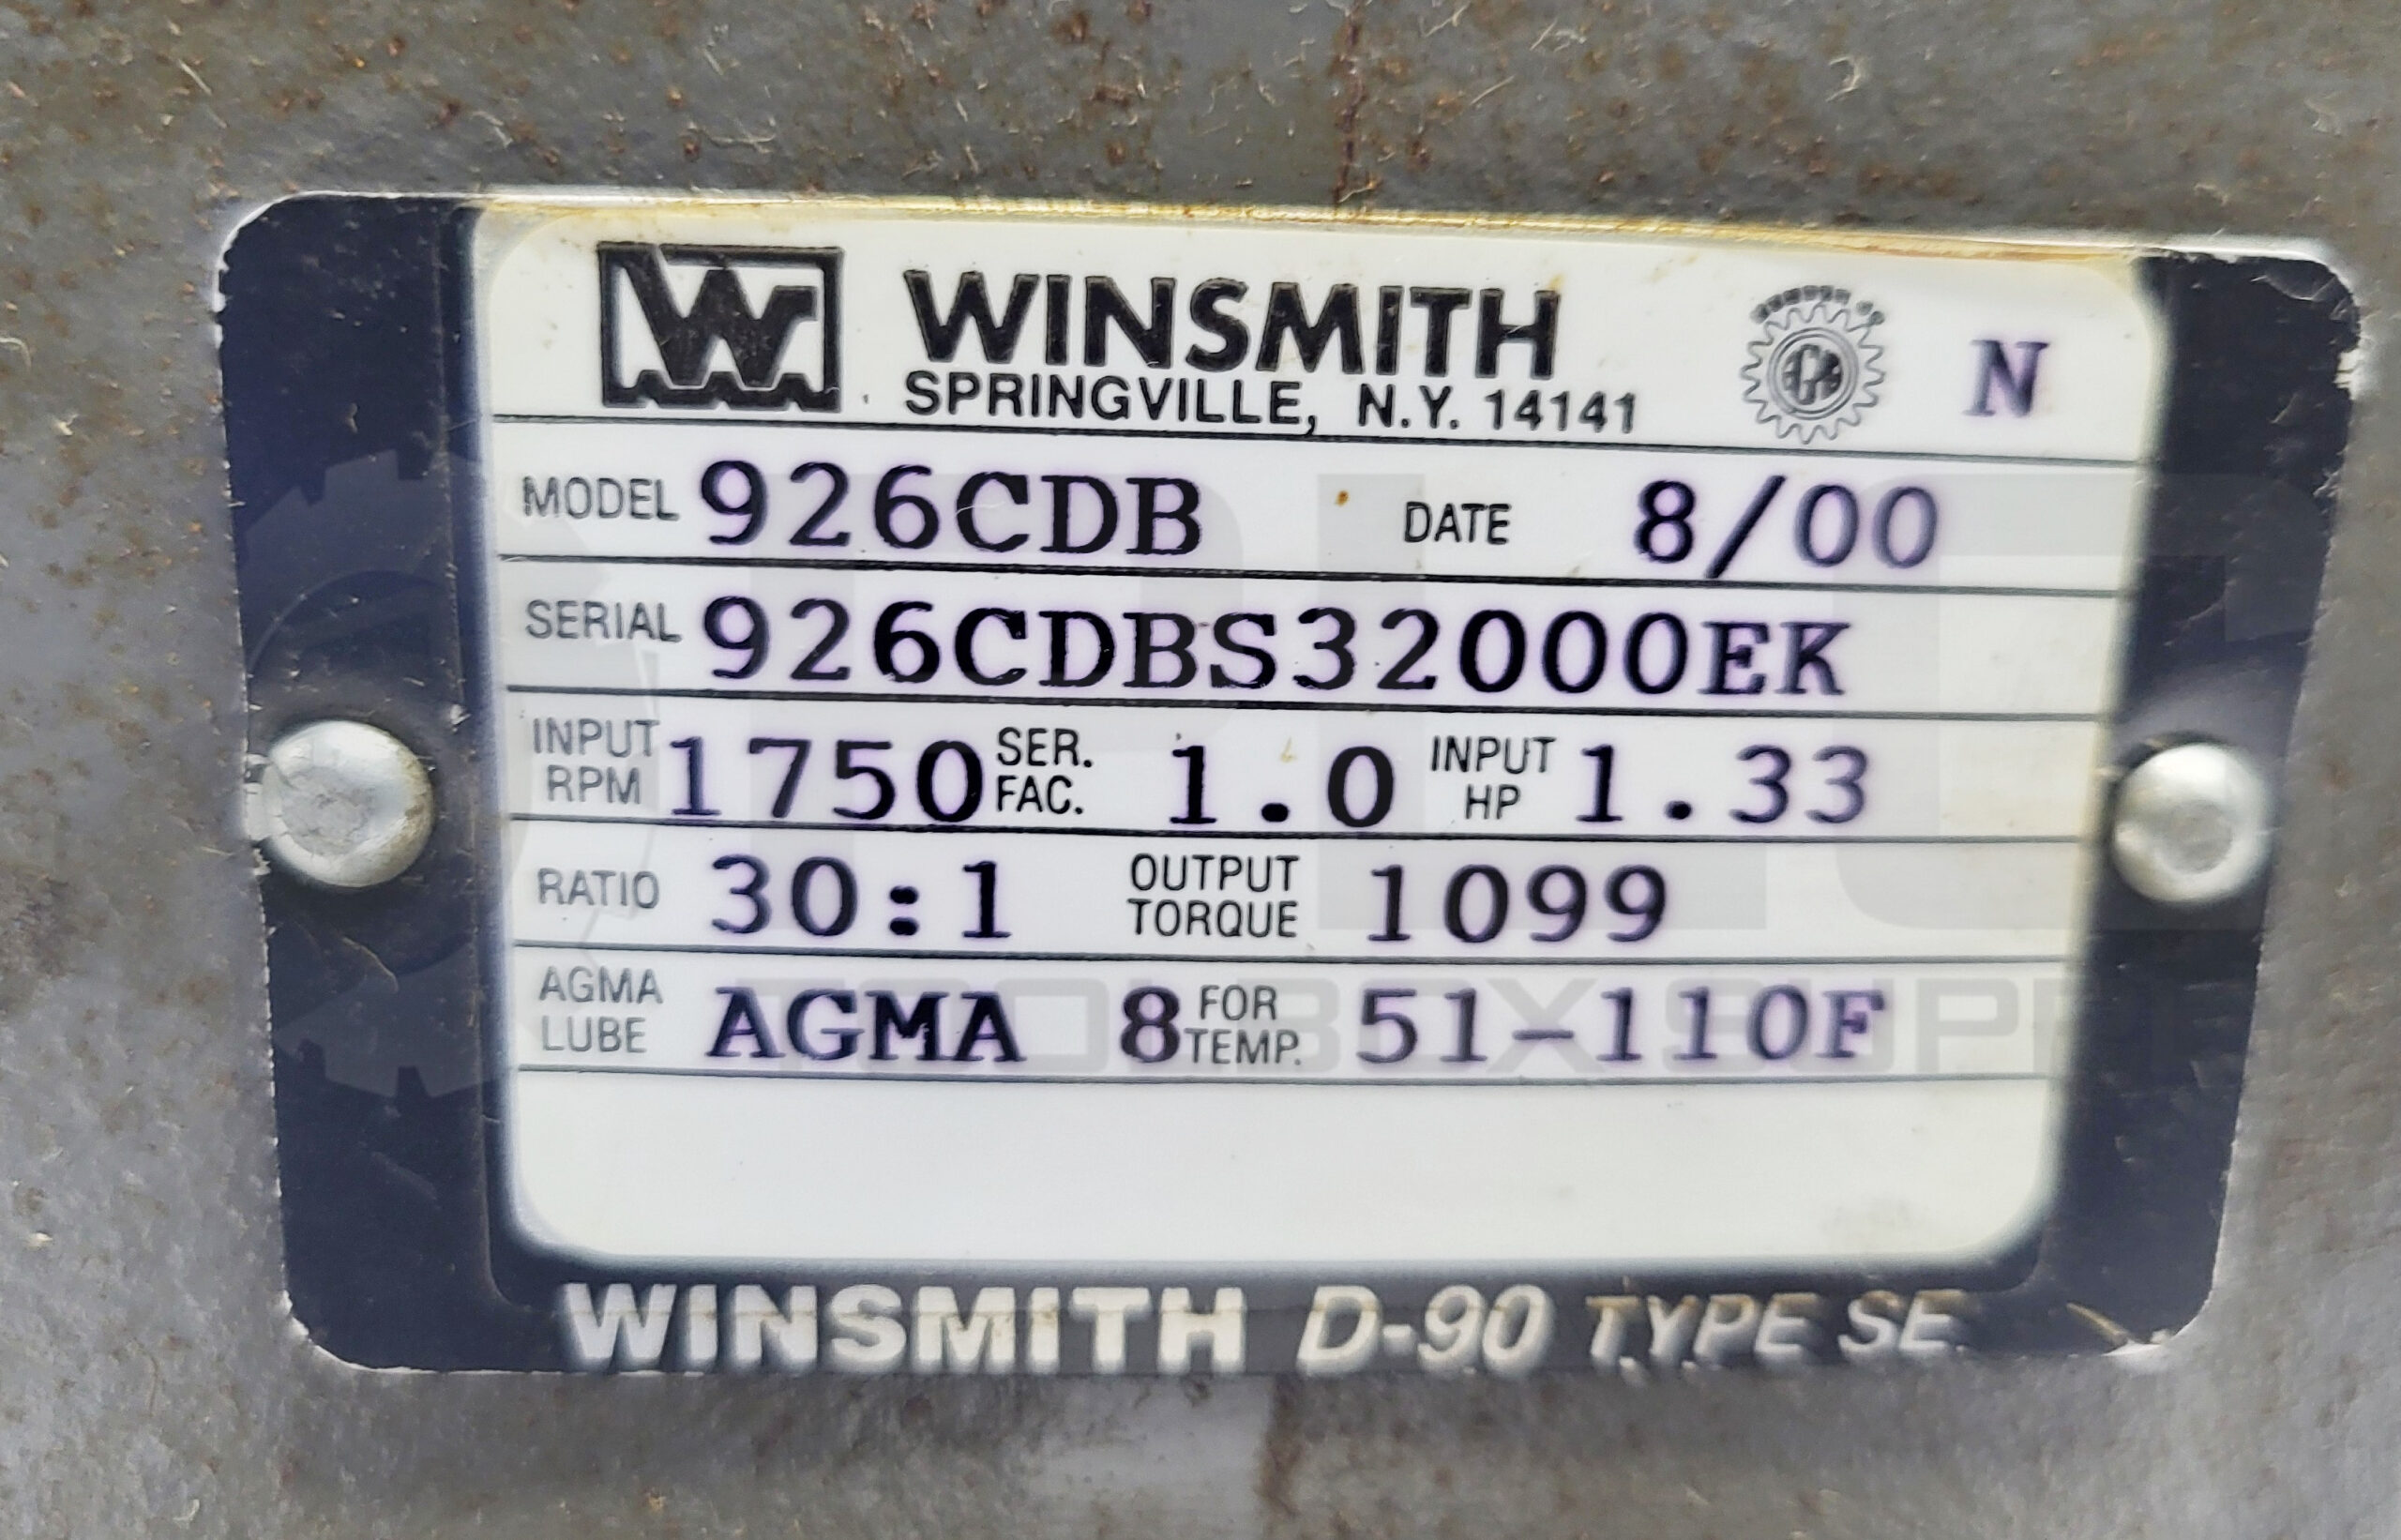 WINSMITH
SPRINGVILLE, N.Y. 14141
N
MODEL 926CDB DATE 8/00
SERIAL 926CDBS32000EK
INPUT RPM 1750 SER. FAC. 1.0 INPUT HP 1.33
RATIO 30:1 OUTPUT TORQUE 1099
AGMA LUBE AGMA 8 FOR TEMP. 51-110F
WINSMITH D-90 TYPE SE